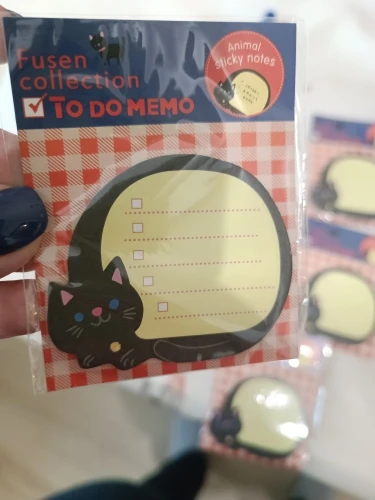 Fusen
collection
TO DO MEMO
Animal
sticky notes